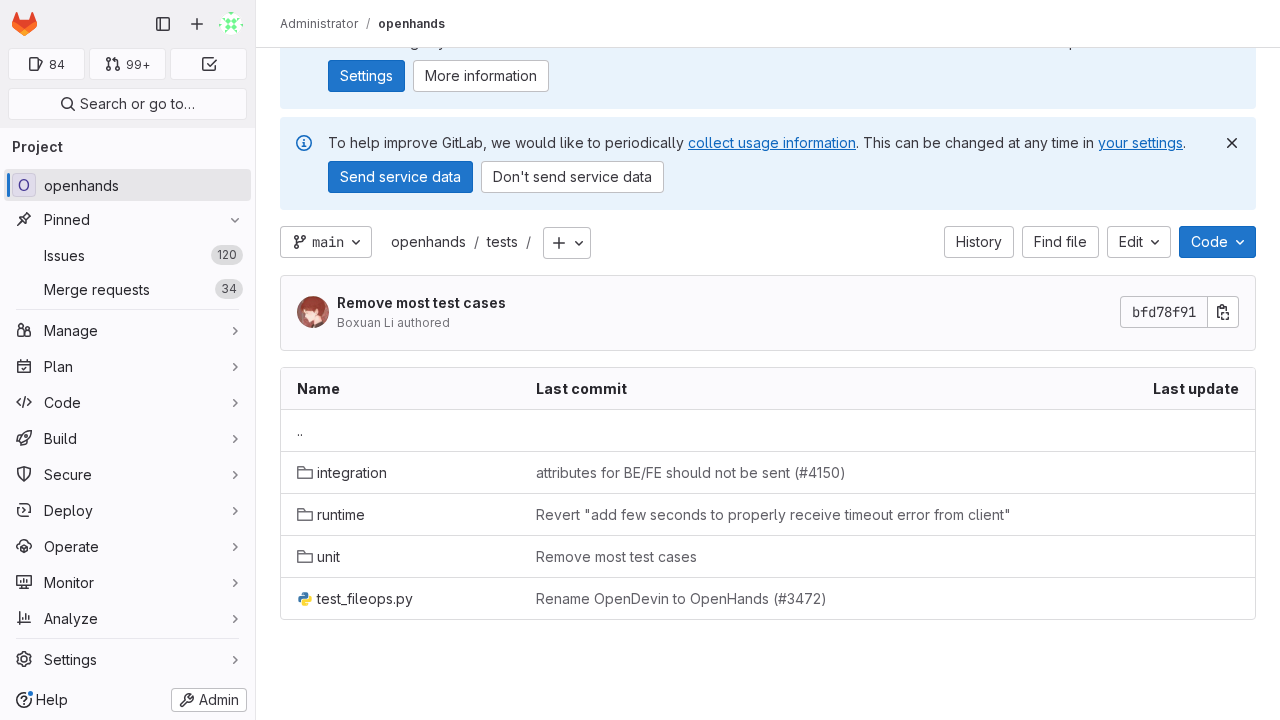 Administrator / openhands
84
99+
Search or go to…
Project
O openhands
Pinned
Issues 120
Merge requests 34
Manage
Plan
Code
Build
Secure
Deploy
Operate
Monitor
Analyze
Settings
Help
Admin
Settings
More information
To help improve GitLab, we would like to periodically collect usage information. This can be changed at any time in your settings.
Send service data
Don't send service data
main
openhands / tests /
History
Find file
Edit
Code
Remove most test cases
Boxuan Li authored
bfd78f91
Name Last commit Last update
..
integration attributes for BE/FE should not be sent (#4150)
runtime Revert "add few seconds to properly receive timeout error from client"
unit Remove most test cases
test_fileops.py Rename OpenDevin to OpenHands (#3472)